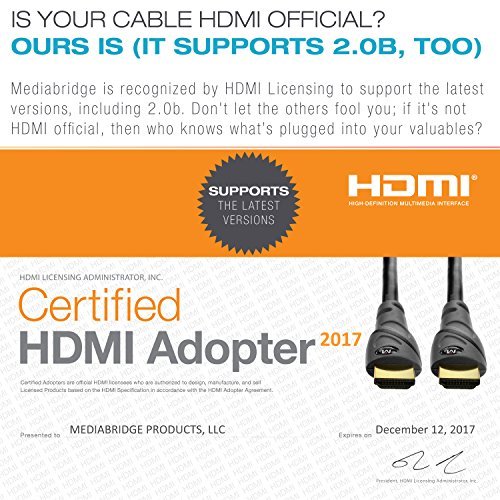 IS YOUR CABLE HDMI OFFICIAL?
OURS IS (IT SUPPORTS 2.0B, TOO)
Mediabridge is recognized by HDMI Licensing to support the latest
versions, including 2.0b. Don't let the others fool you; if it's not
HDMI official, then who knows what's plugged into your valuables?
SUPPORTS
THE LATEST
VERSIONS
HDMI®
HIGH-DEFINITION MULTIMEDIA INTERFACE
HDMI LICENSING ADMINISTRATOR, INC.
Certified
HDMI Adopter 2017
Certified Adopters are official HDMI licensees who are authorized to design, manufacture, and sell
Licensed Products based on the HDMI Specification in accordance with the HDMI Adopter Agreement.
Presented to MEDIABRIDGE PRODUCTS, LLC Expires on December 12, 2017
President, HDMI Licensing Administrator, Inc.